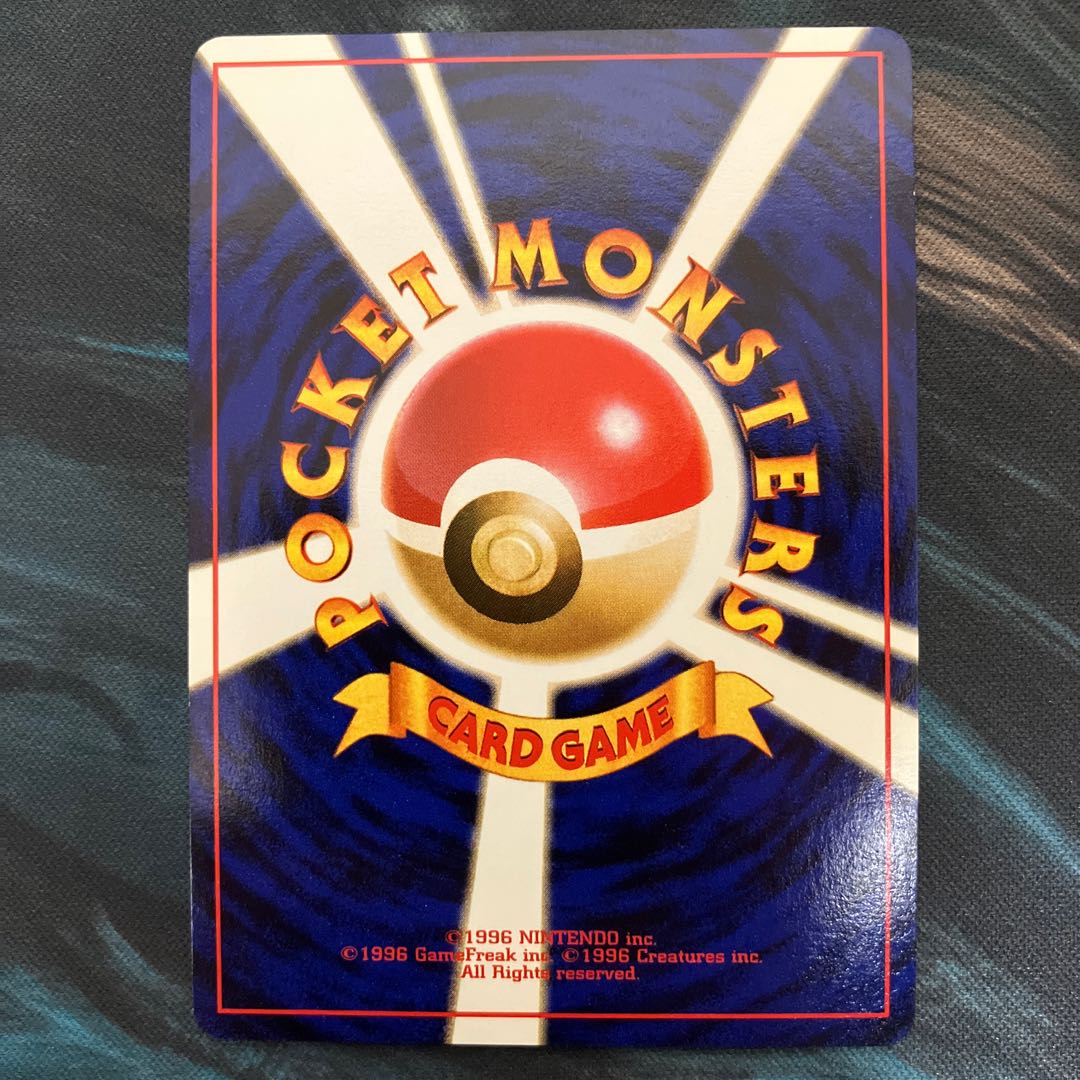 POCKET MONSTERS
CARD GAME
©1996 NINTENDO inc.
©1996 GameFreak inc. ©1996 Creatures inc.
All Rights reserved.